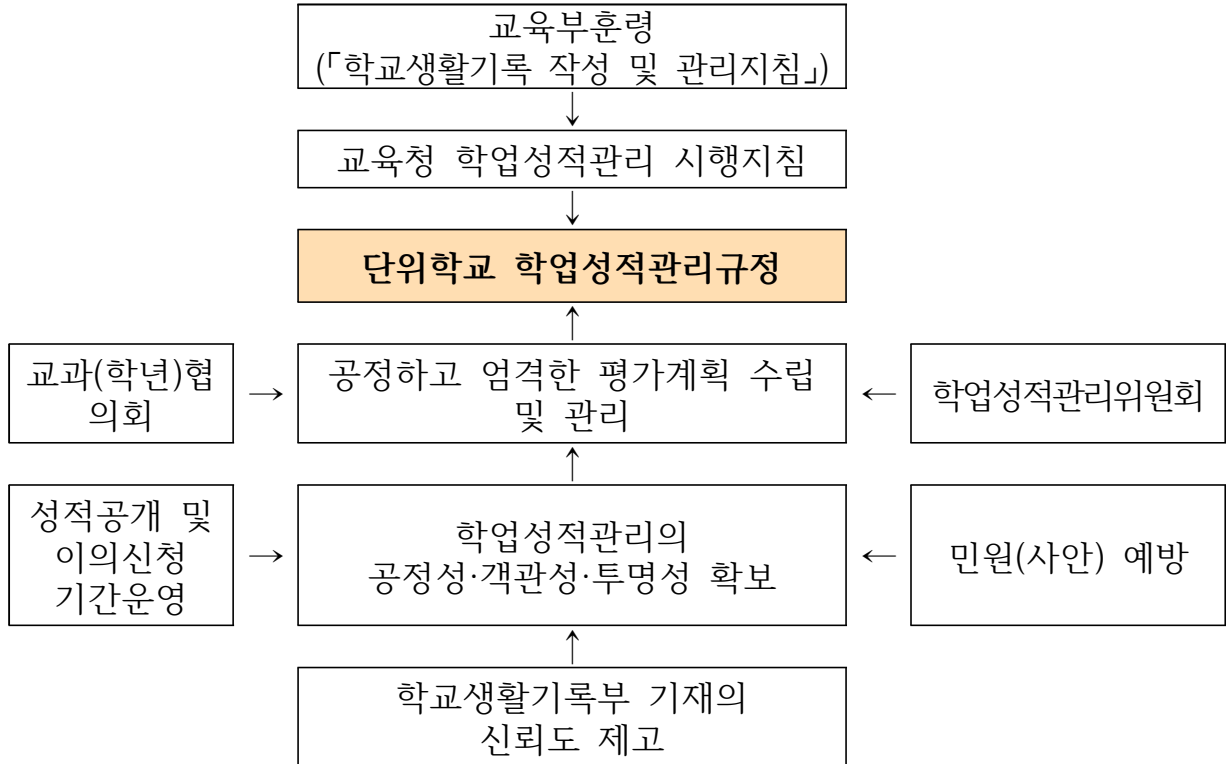 교육부훈령
(「학교생활기록 작성 및 관리지침」)
↓
교육청 학업성적관리 시행지침
↓
단위학교 학업성적관리규정
↑
교과(학년)협
의회
→
공정하고 엄격한 평가계획 수립
및 관리
←
학업성적관리위원회
↑
성적공개 및
이의신청
기간운영
→
학업성적관리의
공정성·객관성·투명성 확보
←
민원(사안) 예방
↑
학교생활기록부 기재의
신뢰도 제고